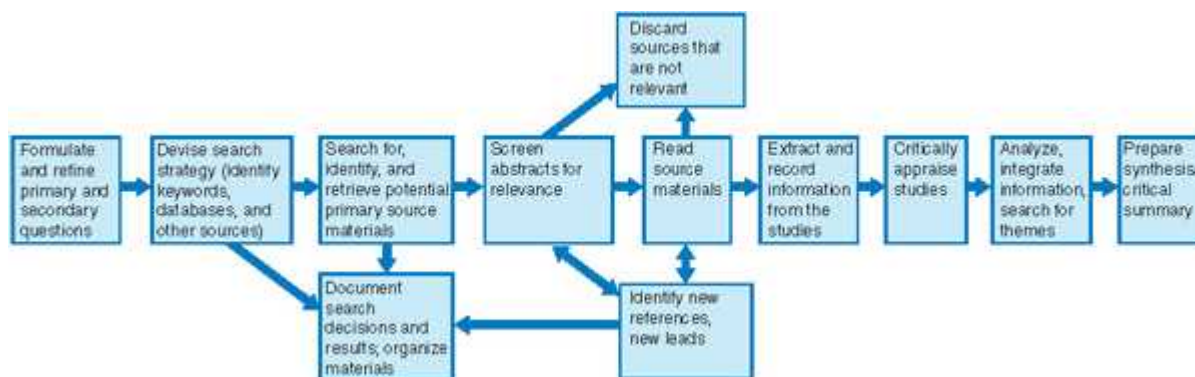 Discard
sources that
are not
relevant
Formulate
and refine
primary and
secondary
questions
Devise search
strategy (identify
keywords,
databases, and
other sources)
Search for,
identify, and
retrieve potential
primary source
materials
Screen
abstracts for
relevance
Read
source
materials
Extract and
record
information
from the
studies
Critically
appraise
studies
Analyze,
integrate
information,
search for
themes
Prepare
synthesis/
critical
summary
Document
search
decisions and
results; organize
materials
Identify new
references,
new leads